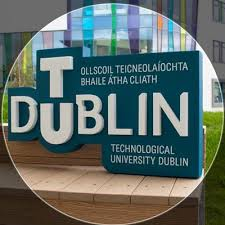 OLLSCOIL TEICNEOLAÍOCHTA
BHAILE ÁTHA CLIATH
TU
DUBLIN
TECHNOLOGICAL
UNIVERSITY DUBLIN